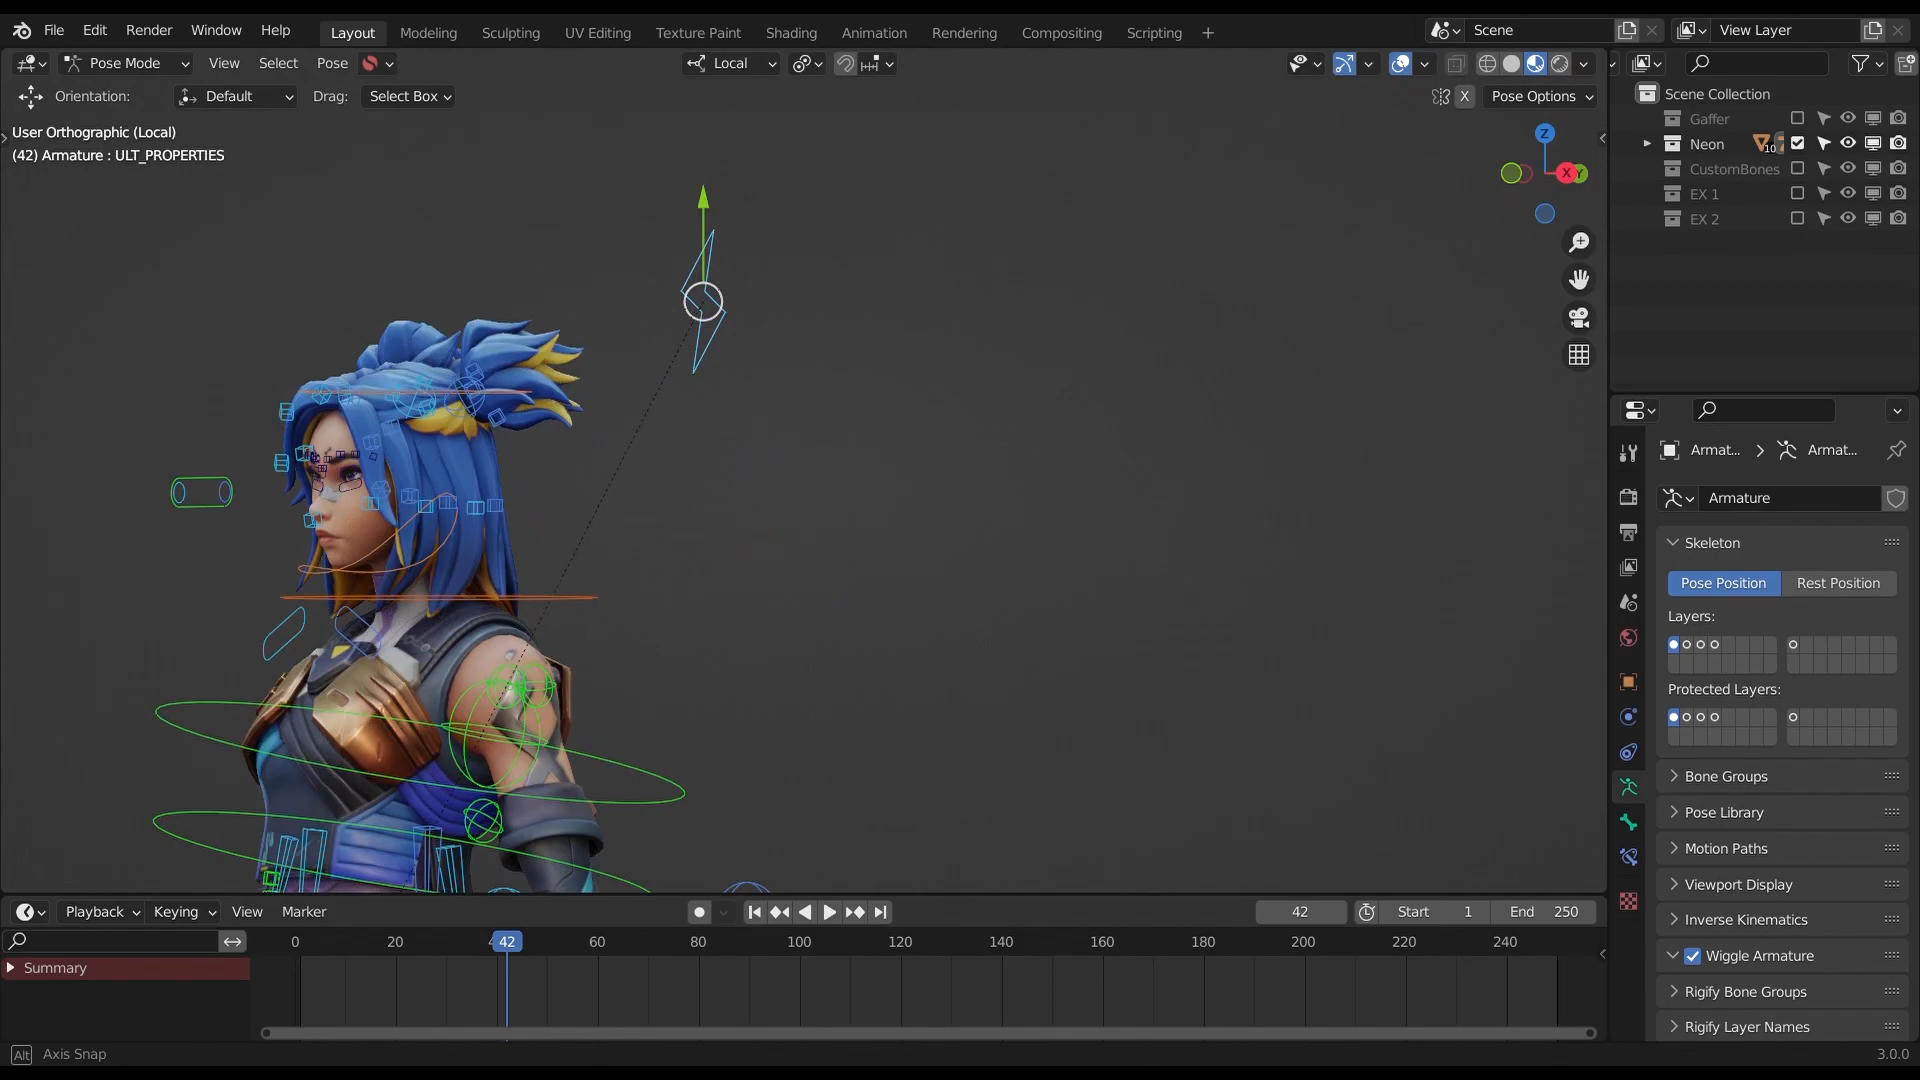 File Edit Render Window Help Layout Modeling Sculpting UV Editing Texture Paint Shading Animation Rendering Compositing Scripting + Scene View Layer
Pose Mode View Select Pose Local
Orientation: Default Drag: Select Box X Pose Options
User Orthographic (Local)
(42) Armature : ULT_PROPERTIES
Z
X Y
Scene Collection
Gaffer
Neon 10
CustomBones
EX 1
EX 2
Armat... Armat...
Armature
Skeleton
Pose Position Rest Position
Layers:
Protected Layers:
Bone Groups
Pose Library
Motion Paths
Viewport Display
Inverse Kinematics
Wiggle Armature
Rigify Bone Groups
Rigify Layer Names
Playback Keying View Marker 42 Start 1 End 250
0 20 42 60 80 100 120 140 160 180 200 220 240
Summary
Alt Axis Snap 3.0.0